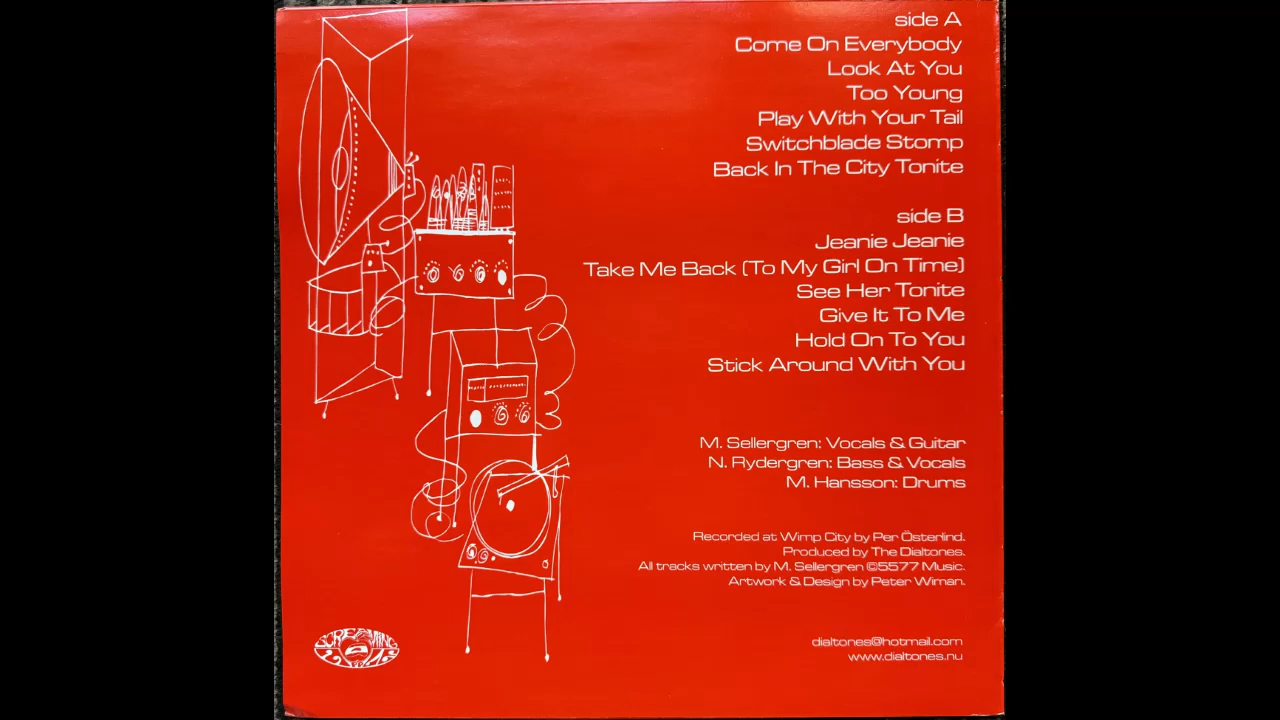 side A
Come On Everybody
Look At You
Too Young
Play With Your Tail
Switchblade Stomp
Back In The City Tonite
side B
Jeanie Jeanie
Take Me Back (To My Girl On Time)
See Her Tonite
Give It To Me
Hold On To You
Stick Around With You
M. Sellergren: Vocals & Guitar
N. Rydergren: Bass & Vocals
M. Hansson: Drums
Recorded at Wimp City by Per Österlind.
Produced by The Dialtones.
All tracks written by M. Sellergren ©5577 Music.
Artwork & Design by Peter Wiman.
dialtones@hotmail.com
www.dialtones.nu
SCREAMING